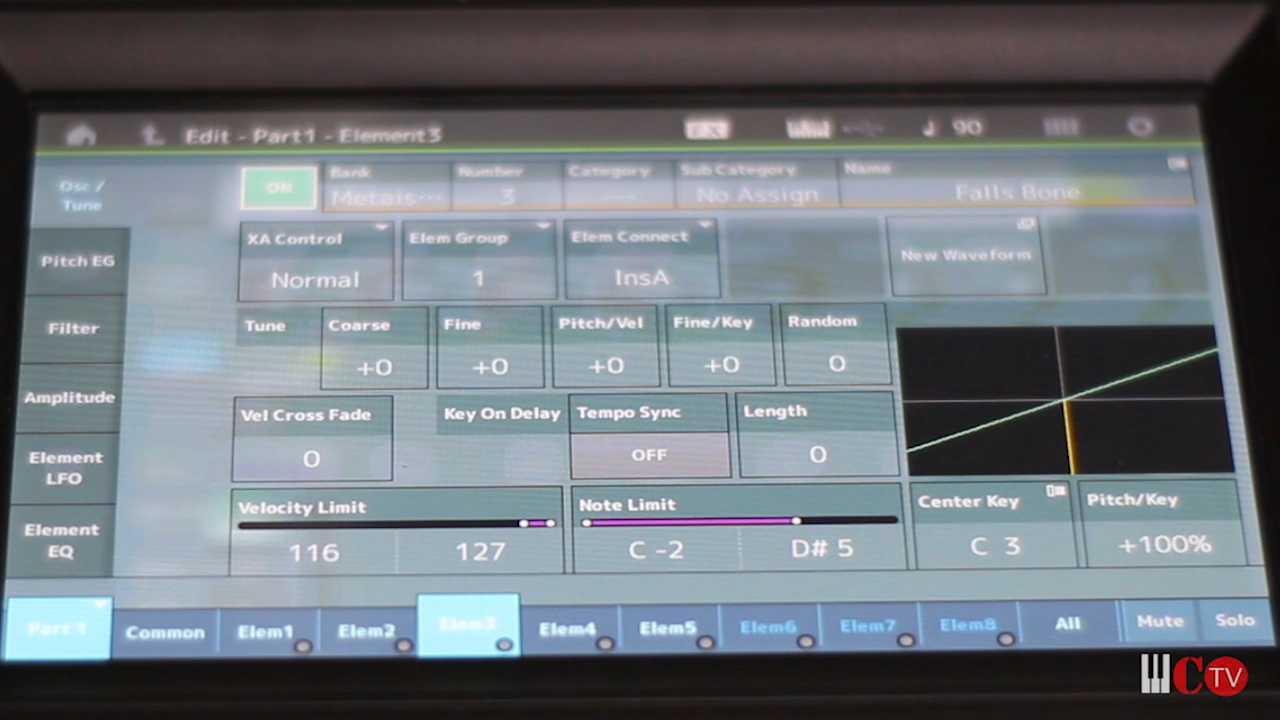 Edit - Part1 - Element3
90
Osc /
Tune
ON
Bank
Metais...
Number
3
Category
---
Sub Category
No Assign
Name
Falls Bone
Pitch EG
XA Control
Normal
Elem Group
1
Elem Connect
InsA
New Waveform
Filter
Tune
Coarse
+0
Fine
+0
Pitch/Vel
+0
Fine/Key
+0
Random
0
Amplitude
Vel Cross Fade
0
Key On Delay
Tempo Sync
OFF
Length
0
Element
LFO
Element
EQ
Velocity Limit
116
127
Note Limit
C -2
D# 5
Center Key
C 3
Pitch/Key
+100%
Part 1
Common
Elem1
Elem2
Elem3
Elem4
Elem5
Elem6
Elem7
Elem8
All
Mute
Solo
C TV